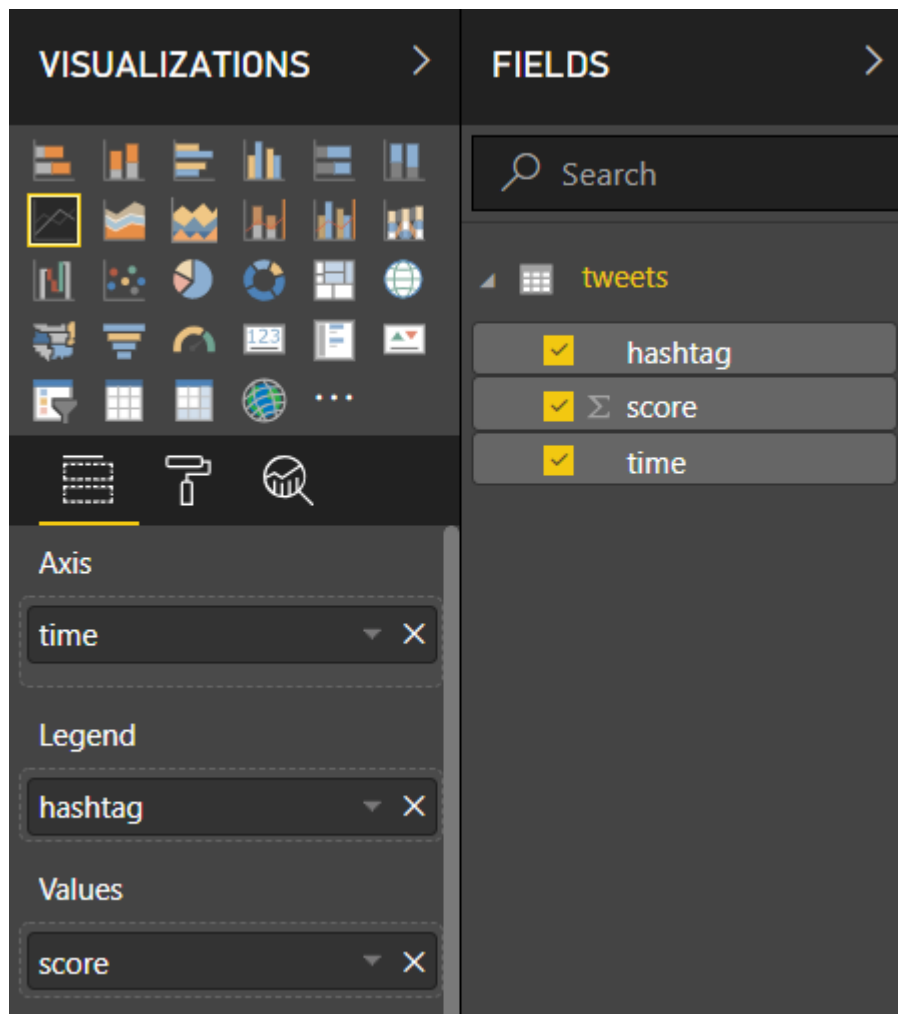 VISUALIZATIONS
123
Axis
time
Legend
hashtag
Values
score
FIELDS
Search
tweets
hashtag
Σ score
time